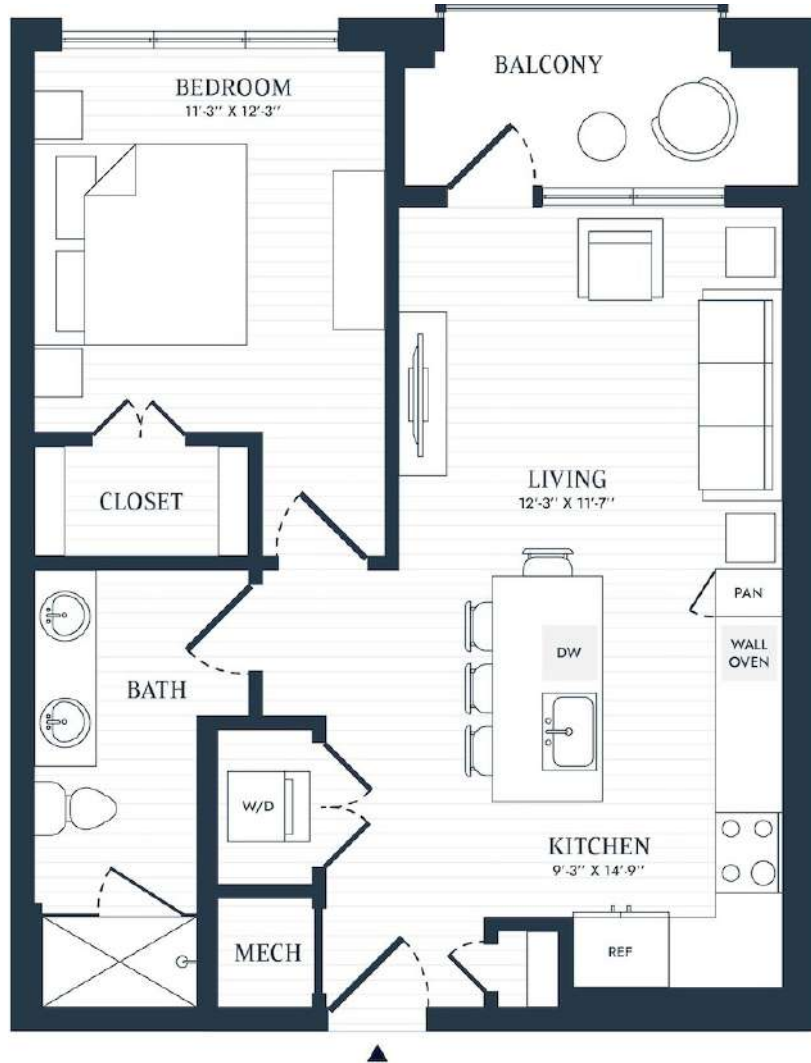 BEDROOM
11'-3" X 12'-3"
BALCONY
CLOSET
LIVING
12'-3" X 11'-7"
PAN
WALL
OVEN
DW
BATH
W/D
KITCHEN
9'-3" X 14'-9"
MECH
REF